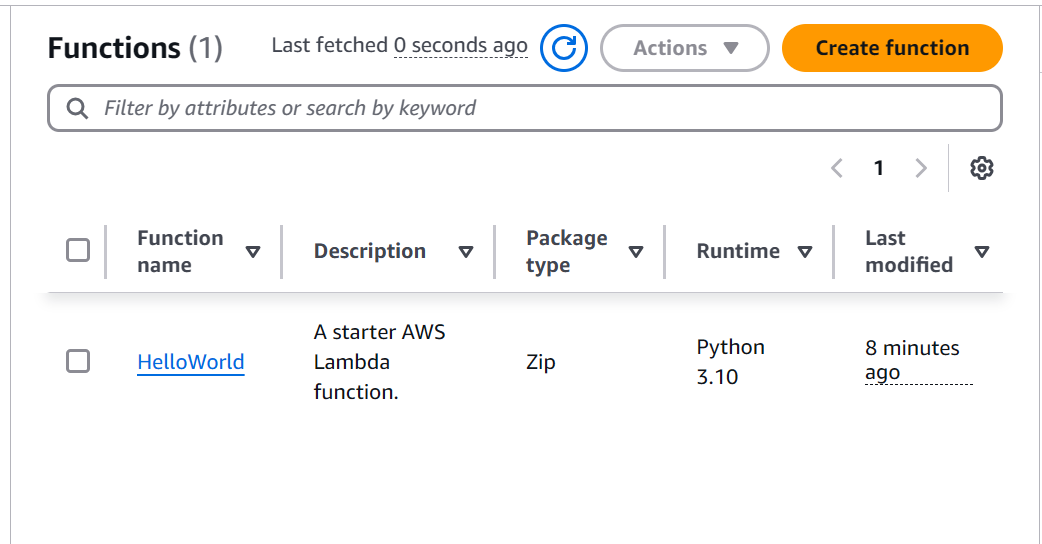 Functions (1)
Last fetched 0 seconds ago
Actions
Create function
Filter by attributes or search by keyword
1
Function
name
Description
Package
type
Runtime
Last
modified
HelloWorld
A starter AWS
Lambda
function.
Zip
Python
3.10
8 minutes
ago